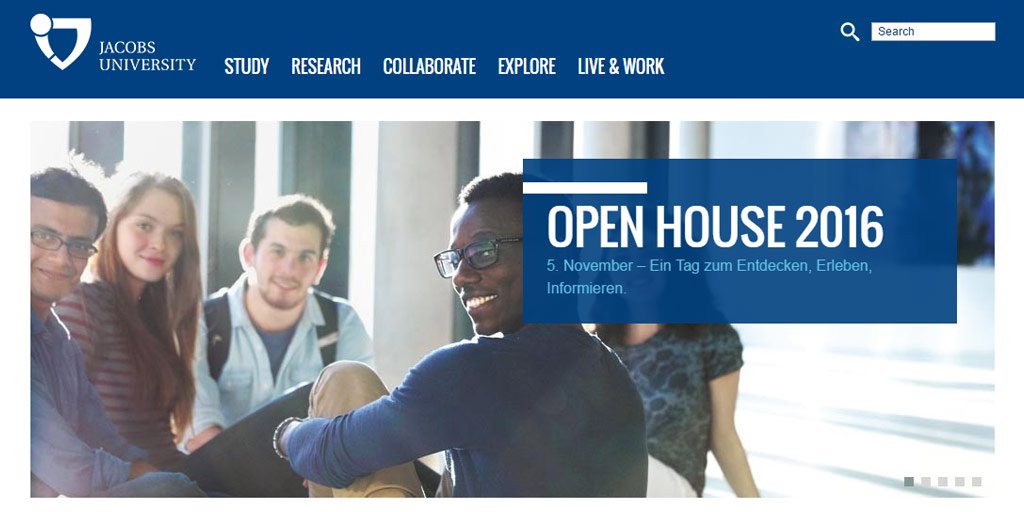 JACOBS
UNIVERSITY
STUDY RESEARCH COLLABORATE EXPLORE LIVE & WORK
Search
OPEN HOUSE 2016
5. November – Ein Tag zum Entdecken, Erleben,
Informieren.